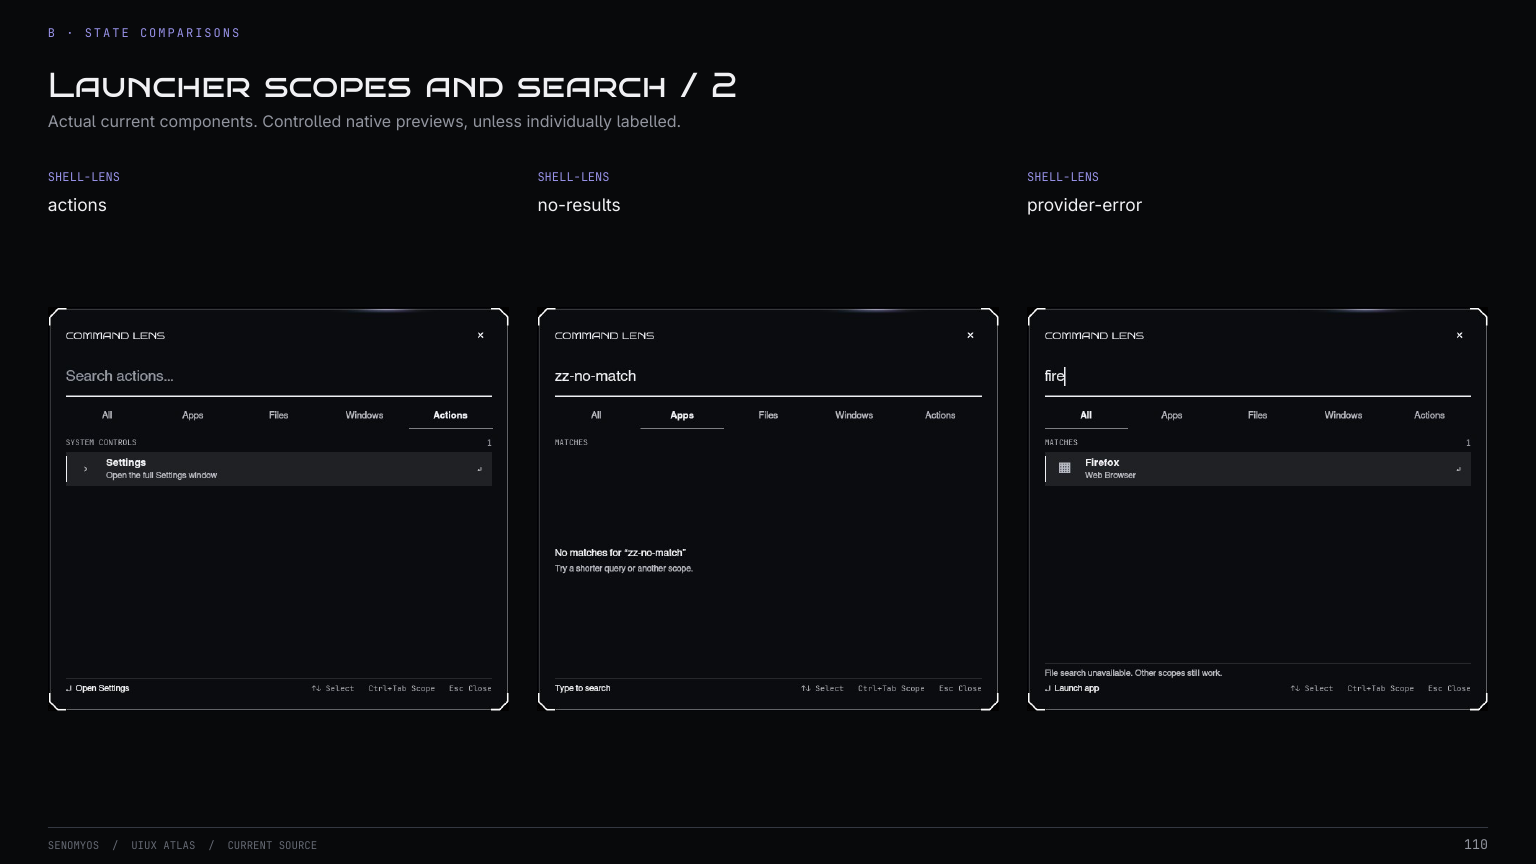 B · STATE COMPARISONS
LAUNCHER SCOPES AND SEARCH / 2
Actual current components. Controlled native previews, unless individually labelled.
SHELL-LENS
actions
COMMAND LENS ×
Search actions...
All Apps Files Windows Actions
SYSTEM CONTROLS 1
› Settings ↵
Open the full Settings window
↵ Open Settings ↑↓ Select Ctrl+Tab Scope Esc Close
SHELL-LENS
no-results
COMMAND LENS ×
zz-no-match
All Apps Files Windows Actions
MATCHES
No matches for “zz-no-match”
Try a shorter query or another scope.
Type to search ↑↓ Select Ctrl+Tab Scope Esc Close
SHELL-LENS
provider-error
COMMAND LENS ×
fire
All Apps Files Windows Actions
MATCHES 1
Firefox ↵
Web Browser
File search unavailable. Other scopes still work.
↵ Launch app ↑↓ Select Ctrl+Tab Scope Esc Close
SENOMYOS / UIUX ATLAS / CURRENT SOURCE 110